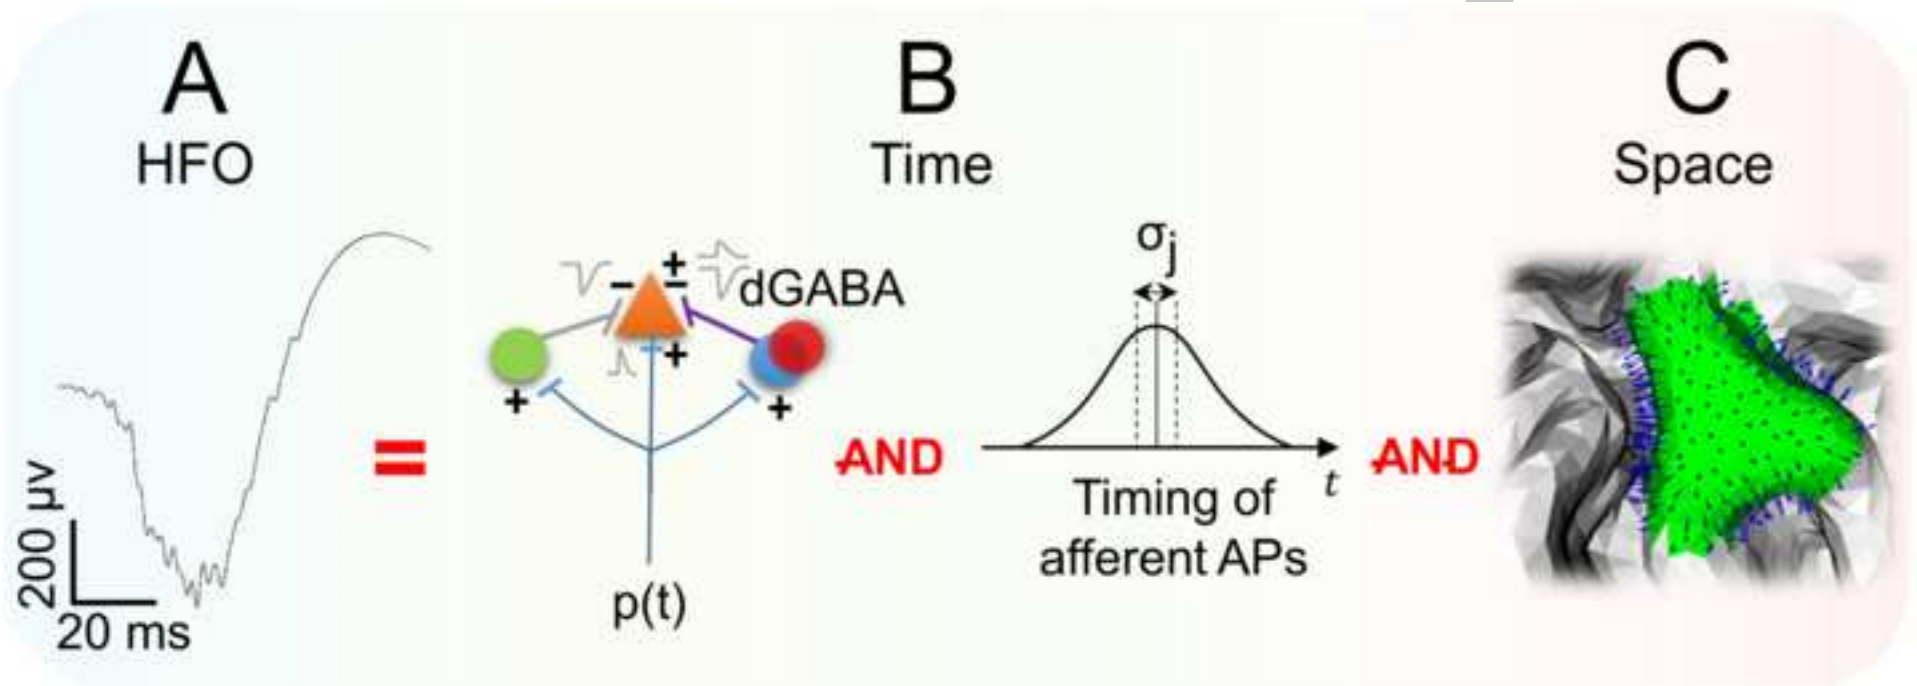 A
HFO
200 μv
20 ms
=
B
Time
− + ± dGABA
+
+
+
p(t)
AND
σj
t
Timing of
afferent APs
AND
C
Space